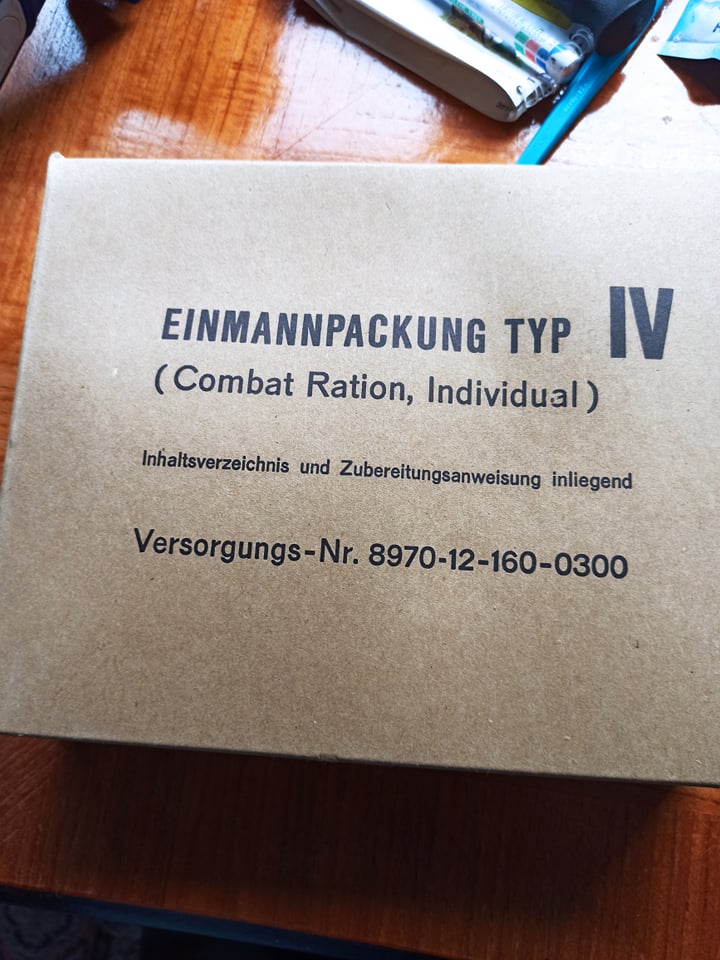 EINMANNPACKUNG TYP IV
(Combat Ration, Individual)
Inhaltsverzeichnis und Zubereitungsanweisung inliegend
Versorgungs-Nr. 8970-12-160-0300